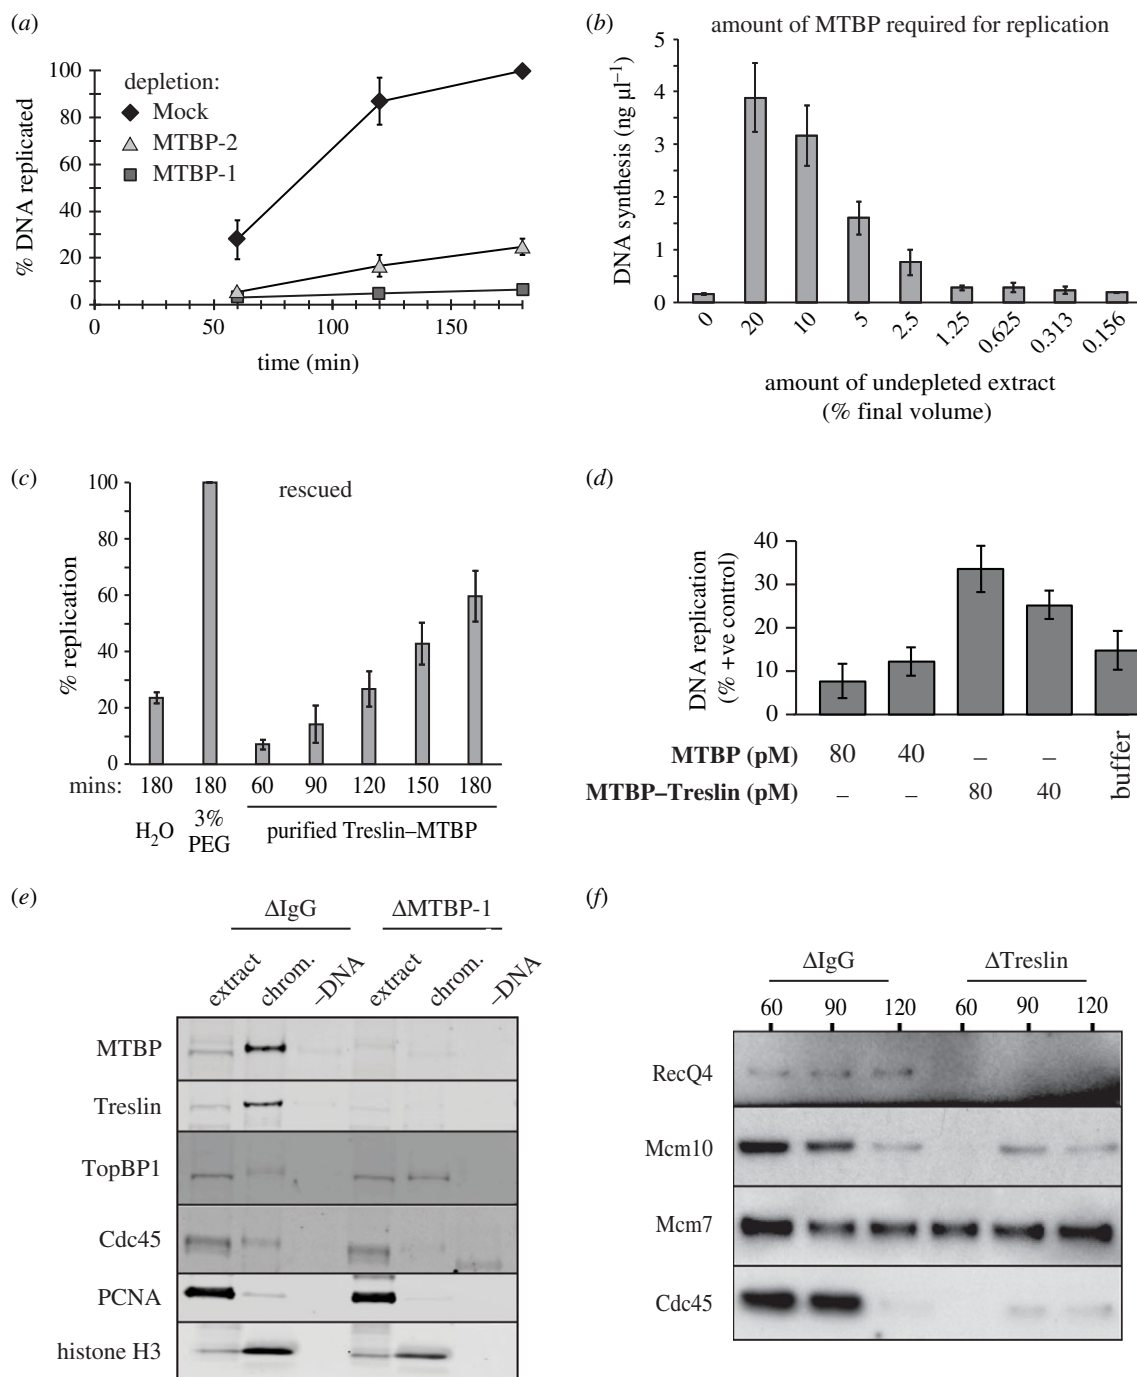 (a)
% DNA replicated
100
80
60
40
20
0
depletion:
Mock
MTBP-2
MTBP-1
0 50 100 150
time (min)
(b)
amount of MTBP required for replication
DNA synthesis (ng µl⁻¹)
5
4
3
2
1
0
0 20 10 5 2.5 1.25 0.625 0.313 0.156
amount of undepleted extract
(% final volume)
(c)
% replication
100
80
60
40
20
0
rescued
mins: 180 180 60 90 120 150 180
H₂O
3%
PEG
purified Treslin–MTBP
(d)
DNA replication
(% +ve control)
40
30
20
10
0
MTBP (pM) 80 40 – –
MTBP–Treslin (pM) – – 80 40
buffer
(e)
ΔIgG ΔMTBP-1
extract chrom. –DNA extract chrom. –DNA
MTBP
Treslin
TopBP1
Cdc45
PCNA
histone H3
(f)
ΔIgG ΔTreslin
60 90 120 60 90 120
RecQ4
Mcm10
Mcm7
Cdc45